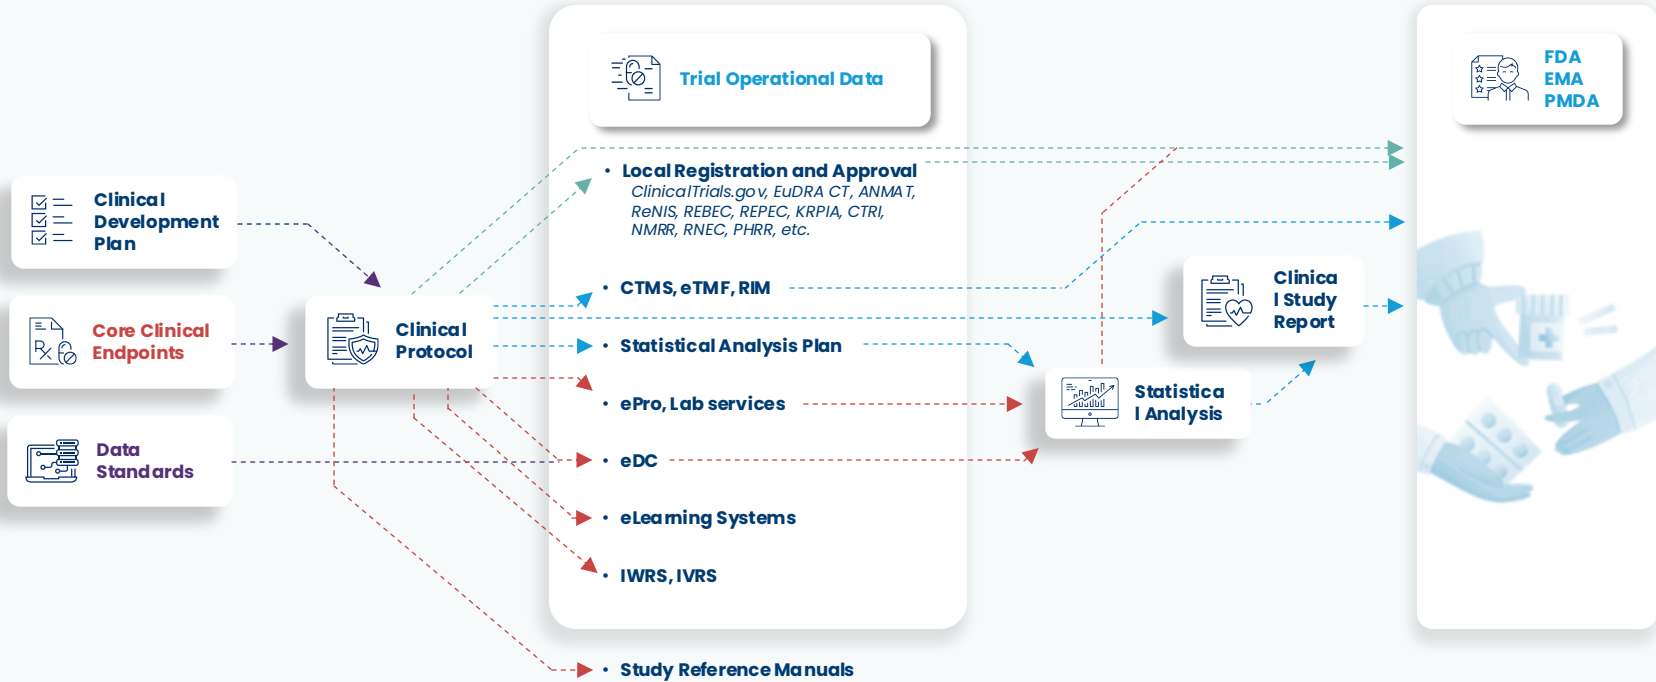 Trial Operational Data
FDA
EMA
PMDA
• Local Registration and Approval
ClinicalTrials.gov, EuDRA CT, ANMAT,
ReNIS, REBEC, REPEC, KRPIA, CTRI,
NMRR, RNEC, PHRR, etc.
Clinical
Development
Plan
• CTMS, eTMF, RIM
Clinica
l Study
Report
Core Clinical
Endpoints
Clinical
Protocol
• Statistical Analysis Plan
• ePro, Lab services
Statistica
l Analysis
Data
Standards
• eDC
• eLearning Systems
• IWRS, IVRS
• Study Reference Manuals